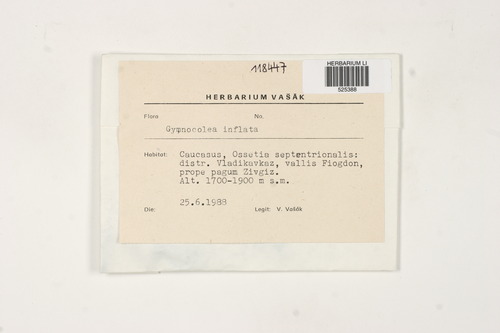 118447
HERBARIUM LI
525388
HERBARIUM VAŠÁK
Flora No.
Gymnocolea inflata
Habitat: Caucasus, Ossetia septentrionalis:
distr. Vladikavkaz, vallis Fiogdon,
prope pagum Zivgiz.
Alt. 1700-1900 m s.m.
Die: 25.6.1988 Legit: V. Vašák